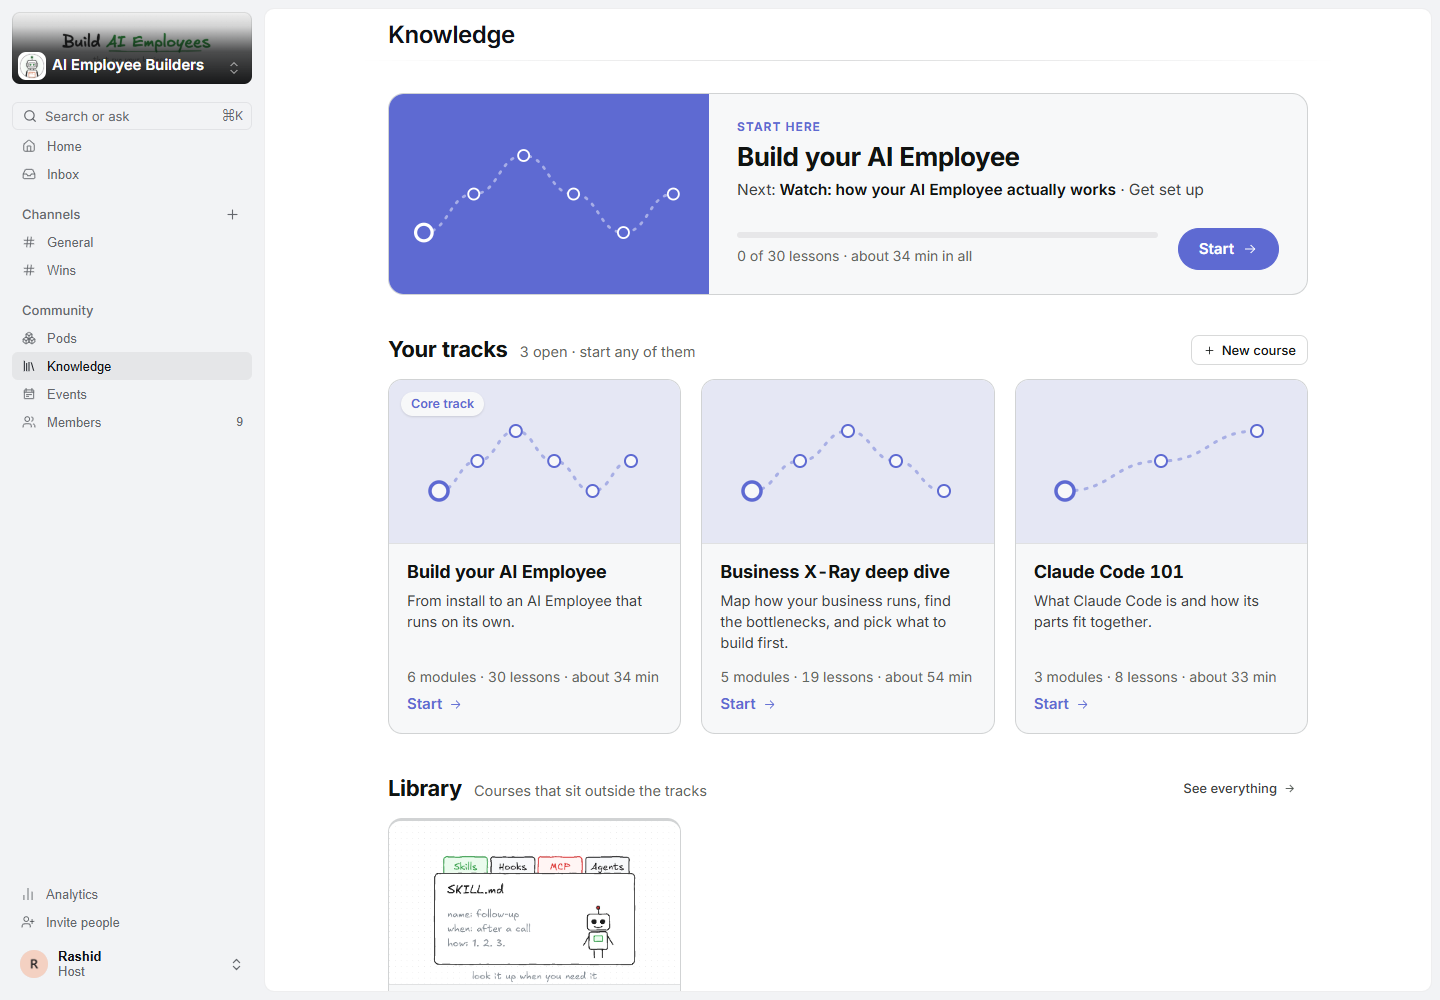 Build AI Employees
AI Employee Builders
Search or ask
⌘K
Home
Inbox
Channels
General
Wins
Community
Pods
Knowledge
Events
Members
9
Analytics
Invite people
R
Rashid
Host
Knowledge
START HERE
Build your AI Employee
Next: Watch: how your AI Employee actually works · Get set up
0 of 30 lessons · about 34 min in all
Start →
Your tracks
3 open · start any of them
+ New course
Core track
Build your AI Employee
From install to an AI Employee that
runs on its own.
6 modules · 30 lessons · about 34 min
Start →
Business X-Ray deep dive
Map how your business runs, find
the bottlenecks, and pick what to
build first.
5 modules · 19 lessons · about 54 min
Start →
Claude Code 101
What Claude Code is and how its
parts fit together.
3 modules · 8 lessons · about 33 min
Start →
Library
Courses that sit outside the tracks
See everything →
Skills
Hooks
MCP
Agents
SKILL.md
name: follow-up
when: after a call
how: 1. 2. 3.
look it up when you need it